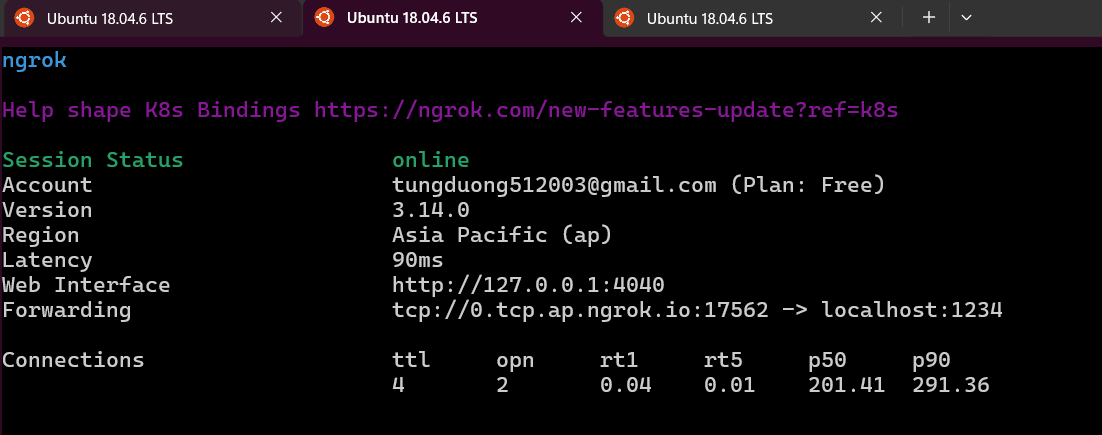 Ubuntu 18.04.6 LTS Ubuntu 18.04.6 LTS Ubuntu 18.04.6 LTS
ngrok
Help shape K8s Bindings https://ngrok.com/new-features-update?ref=k8s
Session Status online
Account tungduong512003@gmail.com (Plan: Free)
Version 3.14.0
Region Asia Pacific (ap)
Latency 90ms
Web Interface http://127.0.0.1:4040
Forwarding tcp://0.tcp.ap.ngrok.io:17562 -> localhost:1234
Connections ttl opn rt1 rt5 p50 p90
4 2 0.04 0.01 201.41 291.36